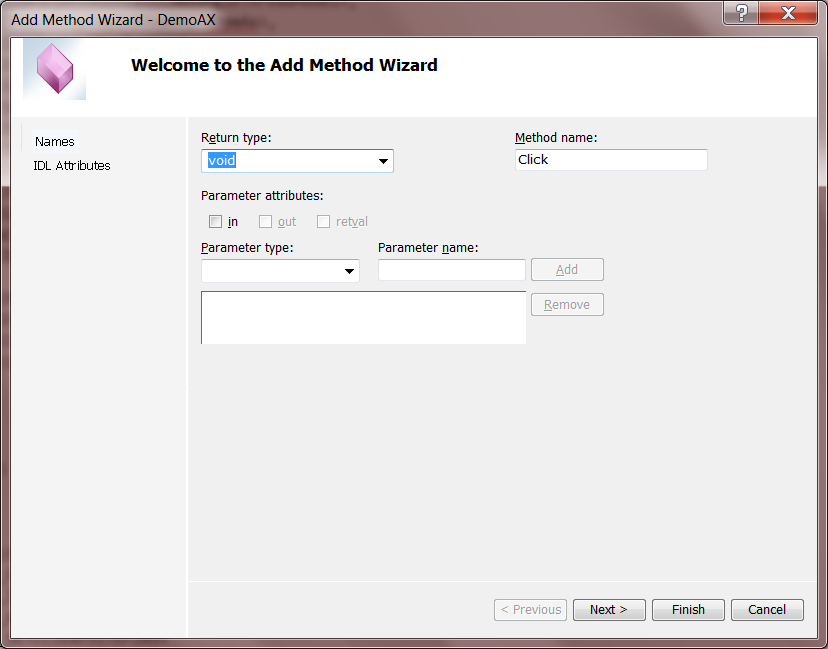 Add Method Wizard - DemoAX
?
Welcome to the Add Method Wizard
Names
IDL Attributes
Return type:
Method name:
void
Click
Parameter attributes:
in
out
retval
Parameter type:
Parameter name:
Add
Remove
< Previous
Next >
Finish
Cancel